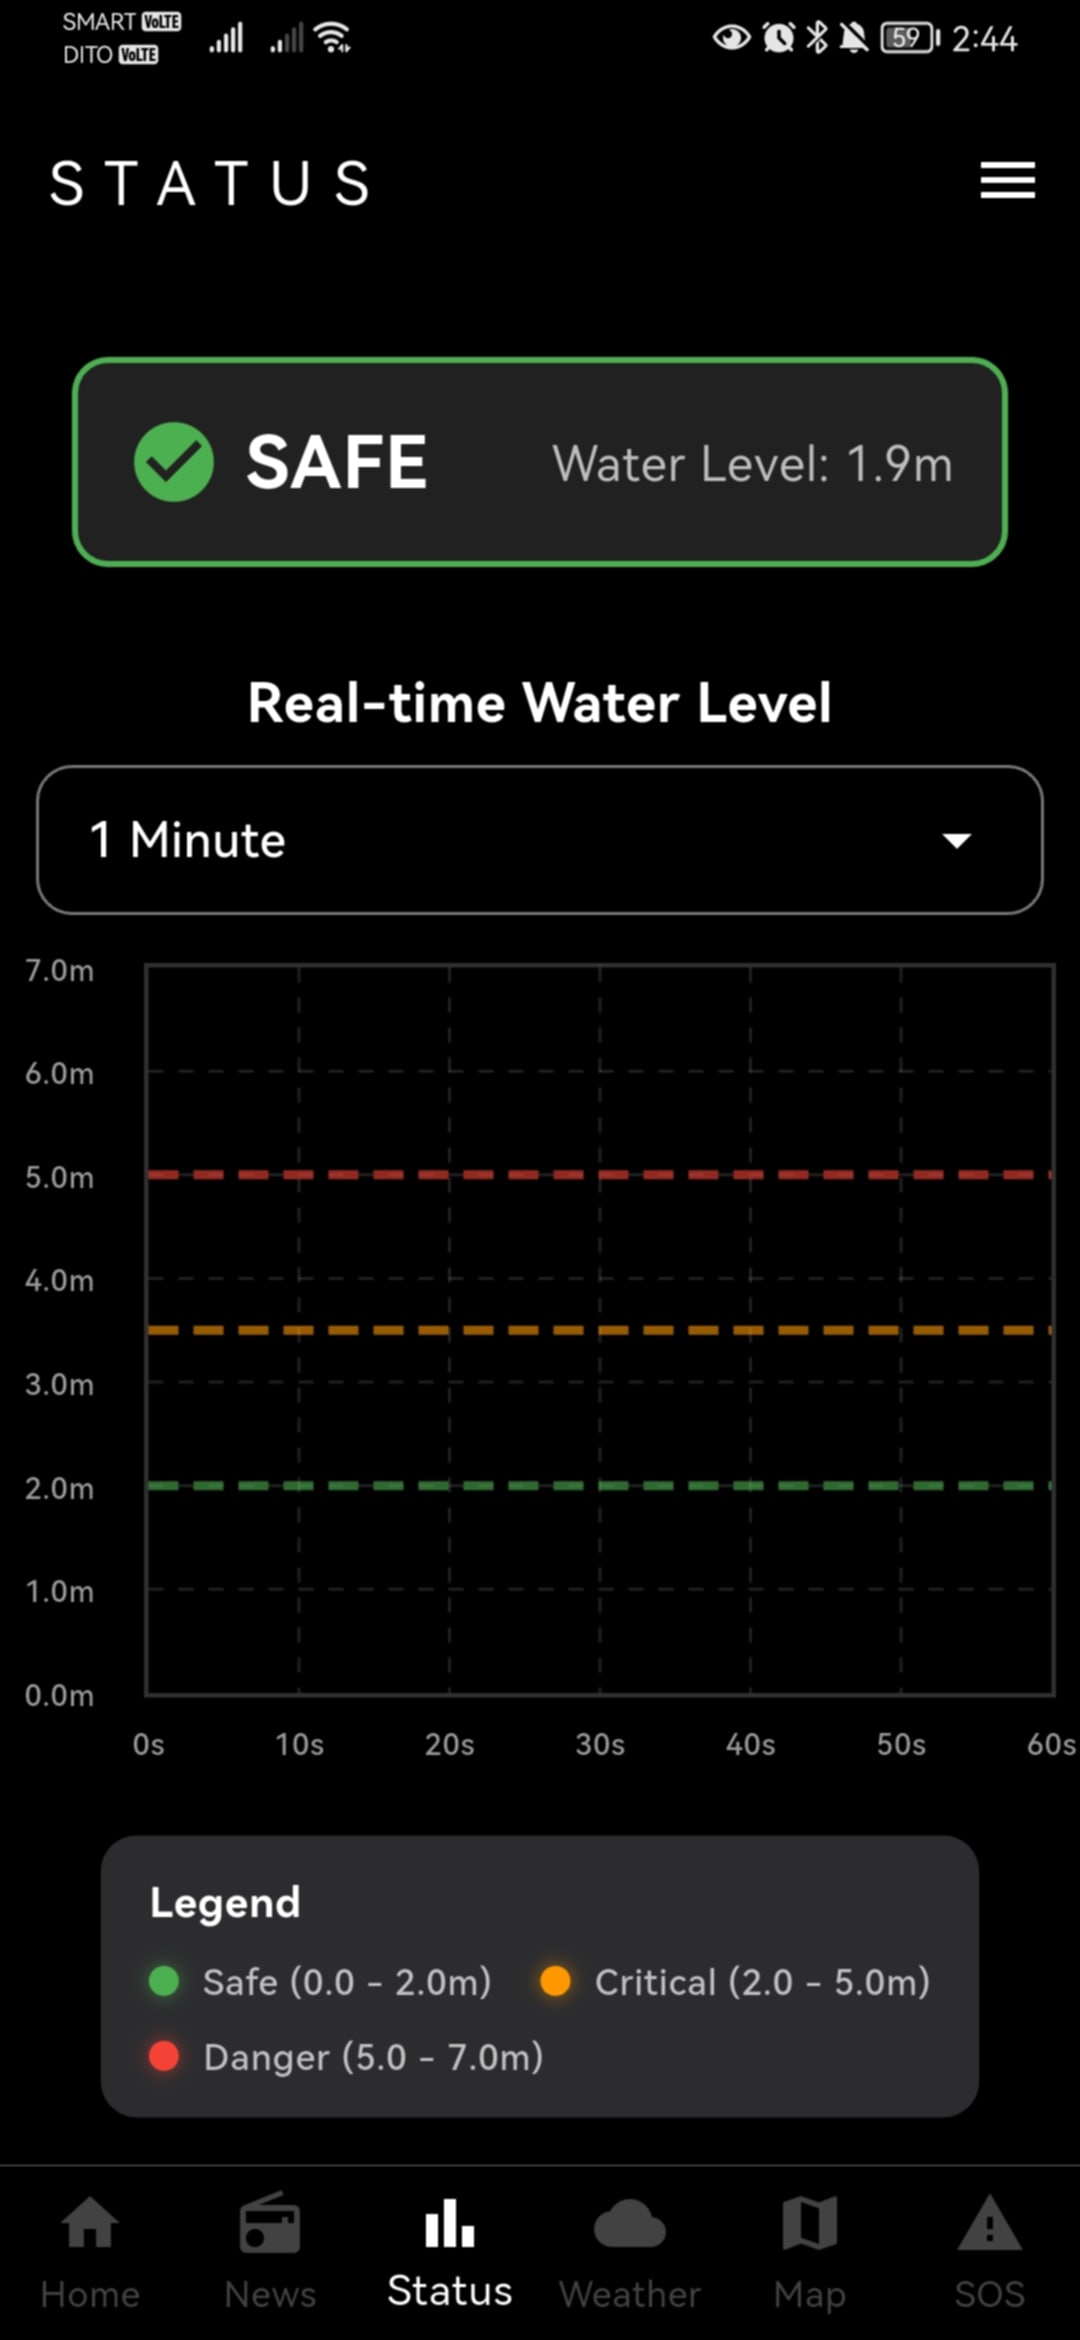 SMART VoLTE
DITO VoLTE
59 2:44
STATUS
SAFE Water Level: 1.9m
Real-time Water Level
1 Minute
7.0m
6.0m
5.0m
4.0m
3.0m
2.0m
1.0m
0.0m
0s 10s 20s 30s 40s 50s 60s
Legend
Safe (0.0 - 2.0m) Critical (2.0 - 5.0m)
Danger (5.0 - 7.0m)
Home News Status Weather Map SOS